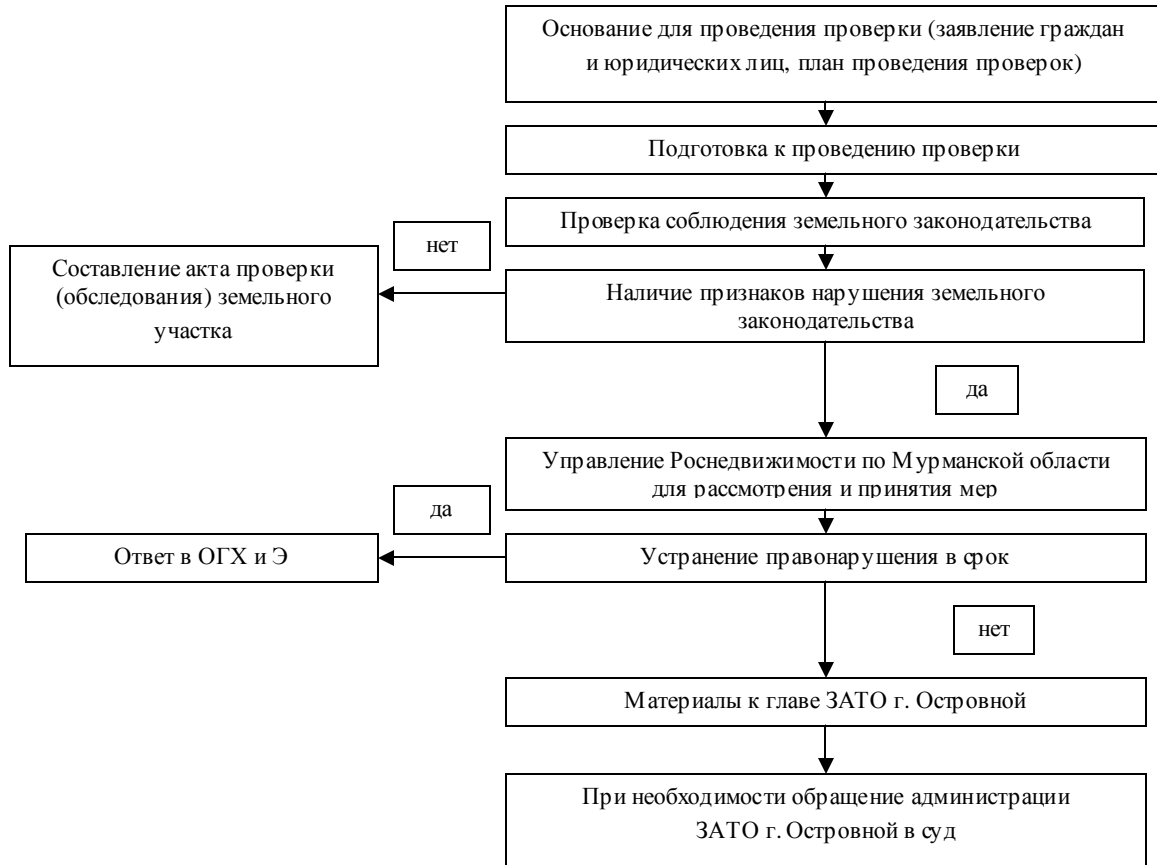 Основание для проведения проверки (заявление граждан
и юридических лиц, план проведения проверок)
Подготовка к проведению проверки
Проверка соблюдения земельного законодательства
нет
Составление акта проверки
(обследования) земельного
участка
Наличие признаков нарушения земельного
законодательства
да
Управление Роснедвижимости по Мурманской области
для рассмотрения и принятия мер
да
Ответ в ОГХ и Э
Устранение правонарушения в срок
нет
Материалы к главе ЗАТО г. Островной
При необходимости обращение администрации
ЗАТО г. Островной в суд